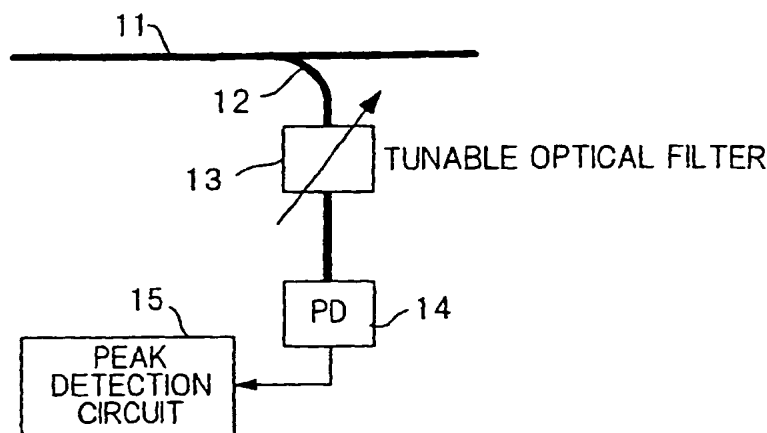 11
12
13
TUNABLE OPTICAL FILTER
PD
14
15
PEAK
DETECTION
CIRCUIT